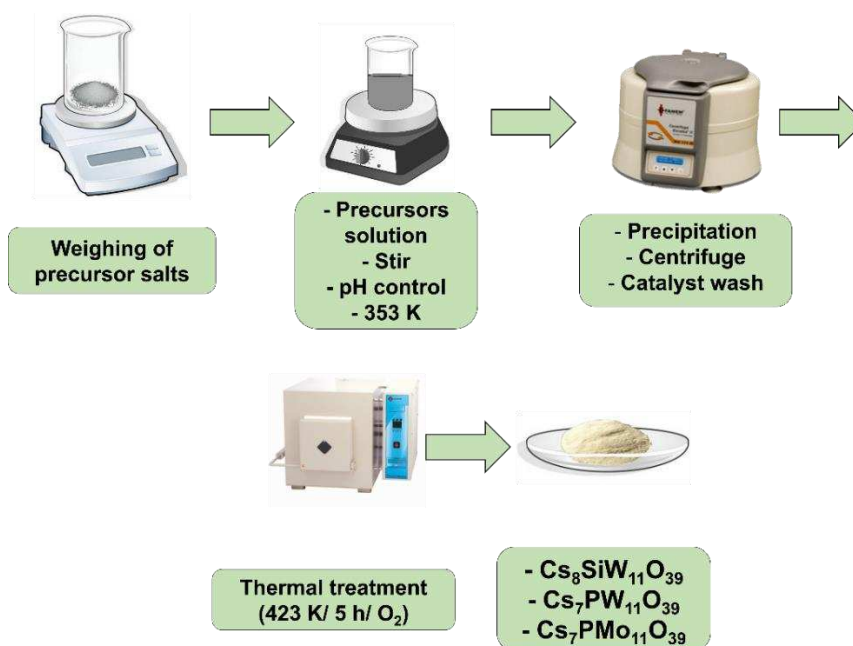 Weighing of
precursor salts
- Precursors
solution
- Stir
- pH control
- 353 K
- Precipitation
- Centrifuge
- Catalyst wash
Thermal treatment
(423 K/ 5 h/ O₂)
- Cs₈SiW₁₁O₃₉
- Cs₇PW₁₁O₃₉
- Cs₇PMo₁₁O₃₉